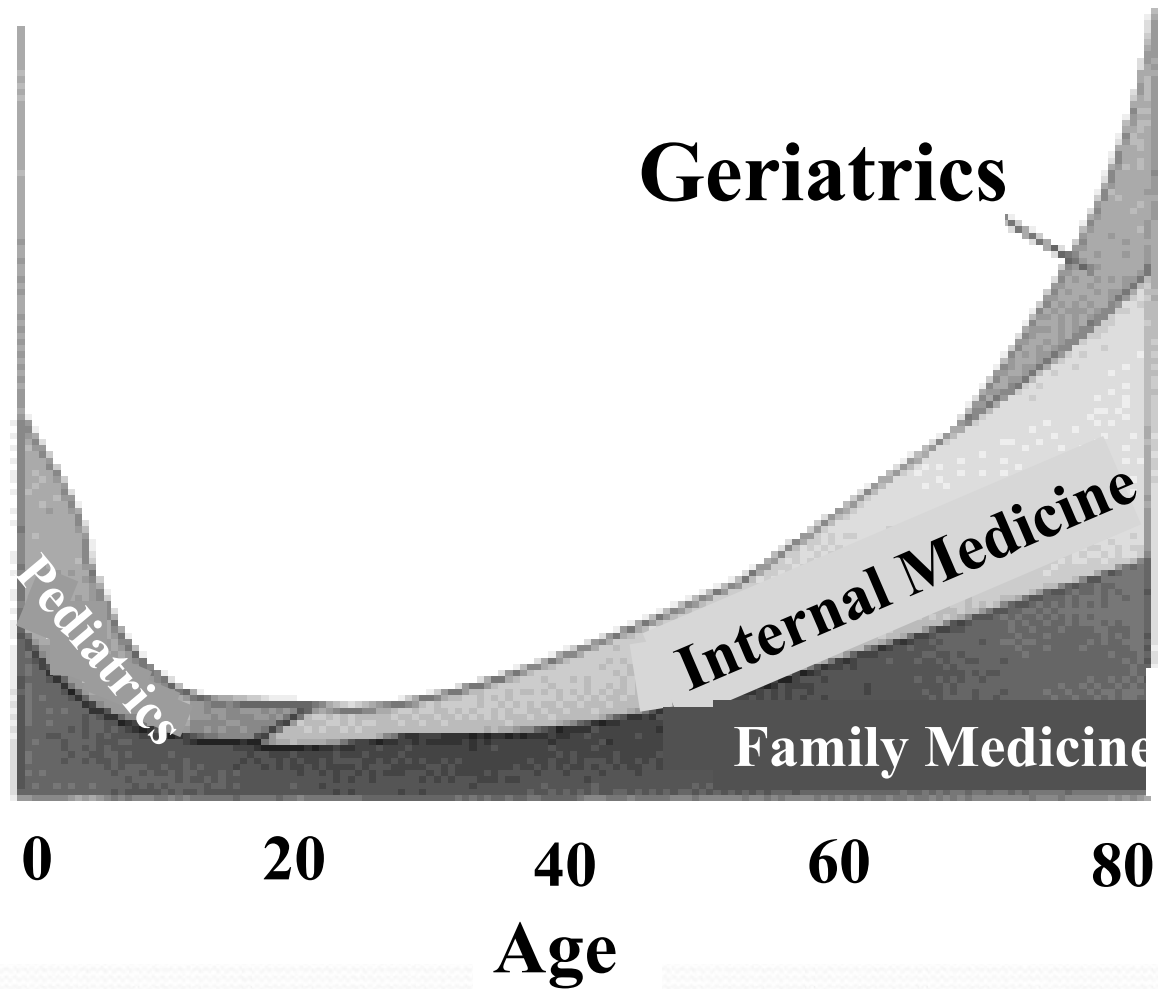 Geriatrics
Pediatrics
Internal Medicine
Family Medicine
0 20 40 60 80
Age